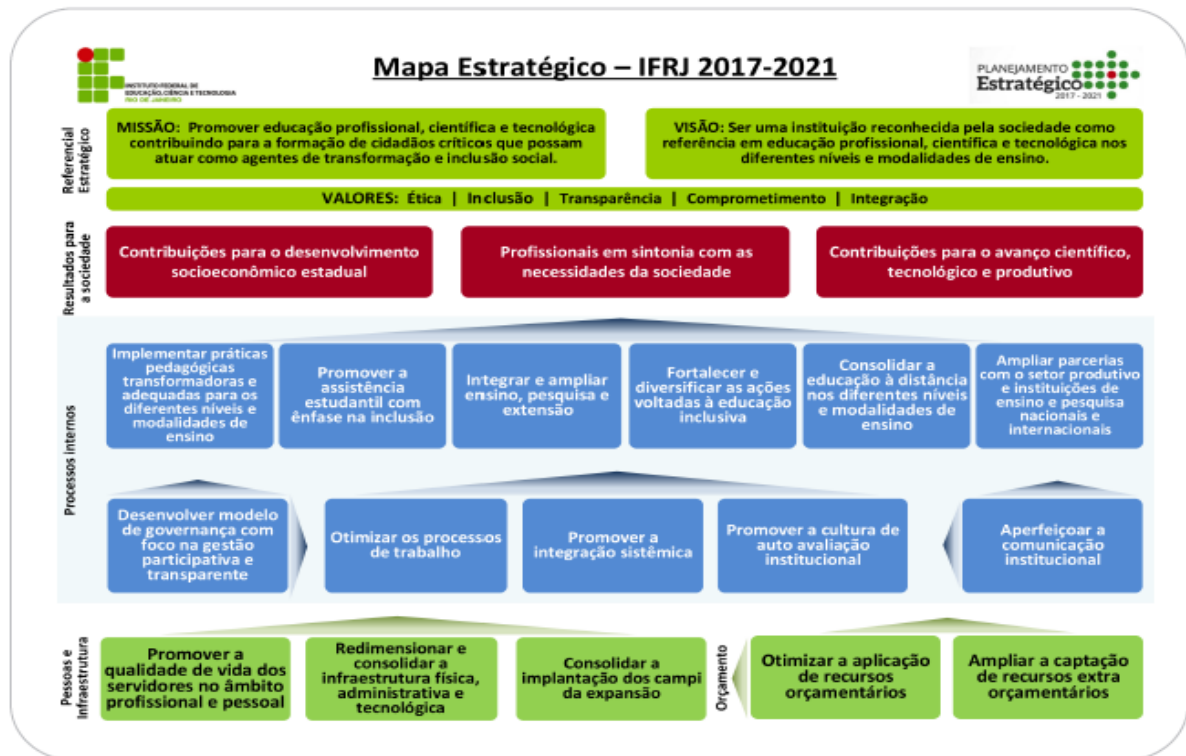 Mapa Estratégico – IFRJ 2017-2021
INSTITUTO FEDERAL DE
EDUCAÇÃO, CIÊNCIA E TECNOLOGIA
RIO DE JANEIRO
PLANEJAMENTO
Estratégico
2017 - 2021
Referencial
Estratégico
MISSÃO: Promover educação profissional, científica e tecnológica
contribuindo para a formação de cidadãos críticos que possam
atuar como agentes de transformação e inclusão social.
VISÃO: Ser uma instituição reconhecida pela sociedade como
referência em educação profissional, científica e tecnológica nos
diferentes níveis e modalidades de ensino.
VALORES: Ética | Inclusão | Transparência | Comprometimento | Integração
Resultados para
a sociedade
Contribuições para o desenvolvimento
socioeconômico estadual
Profissionais em sintonia com as
necessidades da sociedade
Contribuições para o avanço científico,
tecnológico e produtivo
Processos internos
Implementar práticas
pedagógicas
transformadoras e
adequadas para os
diferentes níveis e
modalidades de
ensino
Promover a
assistência
estudantil com
ênfase na inclusão
Integrar e ampliar
ensino, pesquisa e
extensão
Fortalecer e
diversificar as ações
voltadas à educação
inclusiva
Consolidar a
educação à distância
nos diferentes níveis
e modalidades de
ensino
Ampliar parcerias
com o setor produtivo
e instituições de
ensino e pesquisa
nacionais e
internacionais
Desenvolver modelo
de governança com
foco na gestão
participativa e
transparente
Otimizar os processos
de trabalho
Promover a
integração sistêmica
Promover a cultura de
auto avaliação
institucional
Aperfeiçoar a
comunicação
institucional
Pessoas e
Infraestrutura
Promover a
qualidade de vida dos
servidores no âmbito
profissional e pessoal
Redimensionar e
consolidar a
infraestrutura física,
administrativa e
tecnológica
Consolidar a
implantação dos campi
da expansão
Orçamento
Otimizar a aplicação
de recursos
orçamentários
Ampliar a captação
de recursos extra
orçamentários